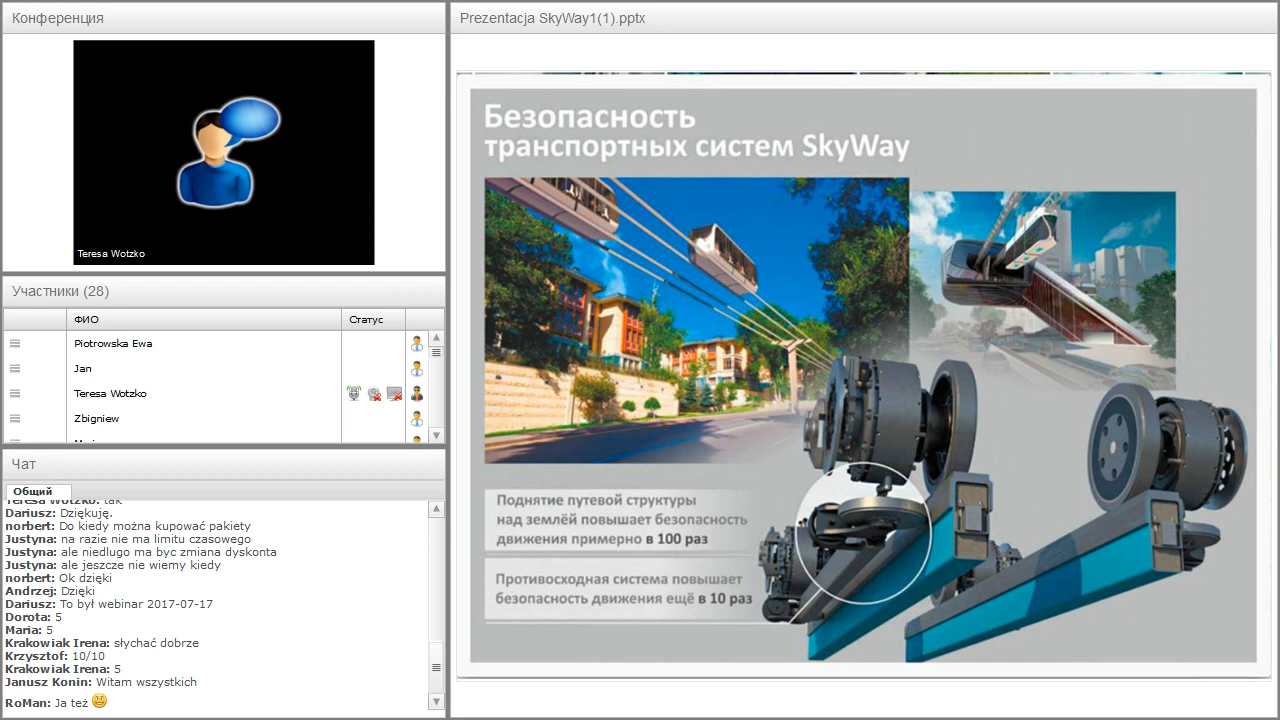 Конференция
Teresa Wotzko
Участники (28)
ФИО
Статус
Piotrowska Ewa
Jan
Teresa Wotzko
Zbigniew
Чат
Общий
Teresa Wotzko: tak
Dariusz: Dziękuję.
norbert: Do kiedy można kupować pakiety
Justyna: na razie nie ma limitu czasowego
Justyna: ale niedlugo ma byc zmiana dyskonta
Justyna: ale jeszcze nie wiemy kiedy
norbert: Ok dzięki
Andrzej: Dzięki
Dariusz: To był webinar 2017-07-17
Dorota: 5
Maria: 5
Krakowiak Irena: słychać dobrze
Krzysztof: 10/10
Krakowiak Irena: 5
Janusz Konin: Witam wszystkich
RoMan: Ja też
Prezentacja SkyWay1(1).pptx
Безопасность
транспортных систем SkyWay
Поднятие путевой структуры
над землёй повышает безопасность
движения примерно в 100 раз
Противосходная система повышает
безопасность движения ещё в 10 раз